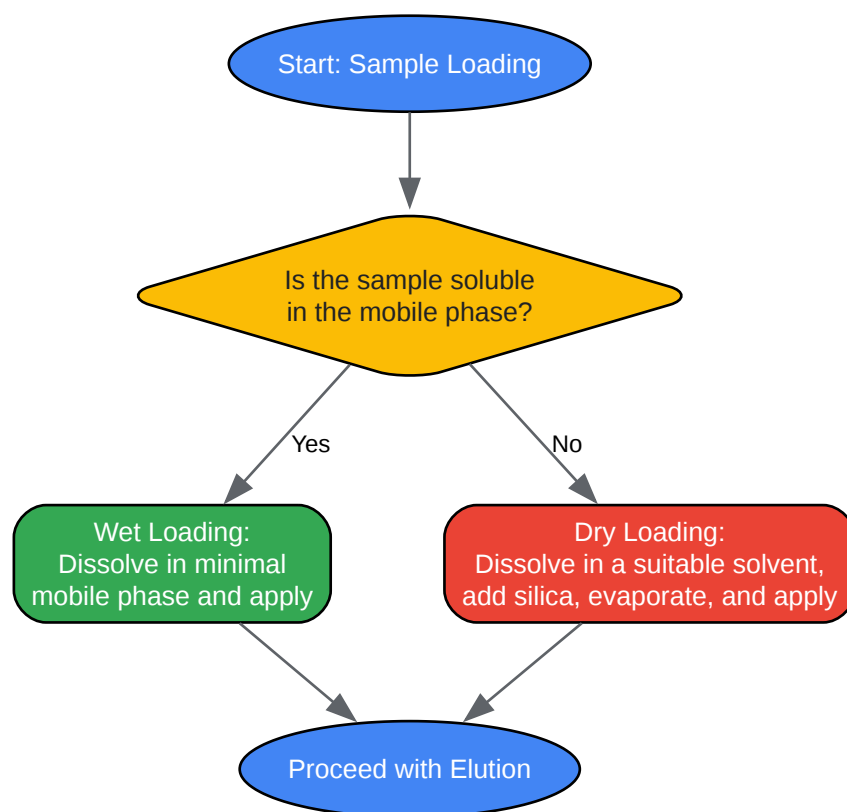 Start: Sample Loading
Is the sample soluble
in the mobile phase?
Yes
No
Wet Loading:
Dissolve in minimal
mobile phase and apply
Dry Loading:
Dissolve in a suitable solvent,
add silica, evaporate, and apply
Proceed with Elution